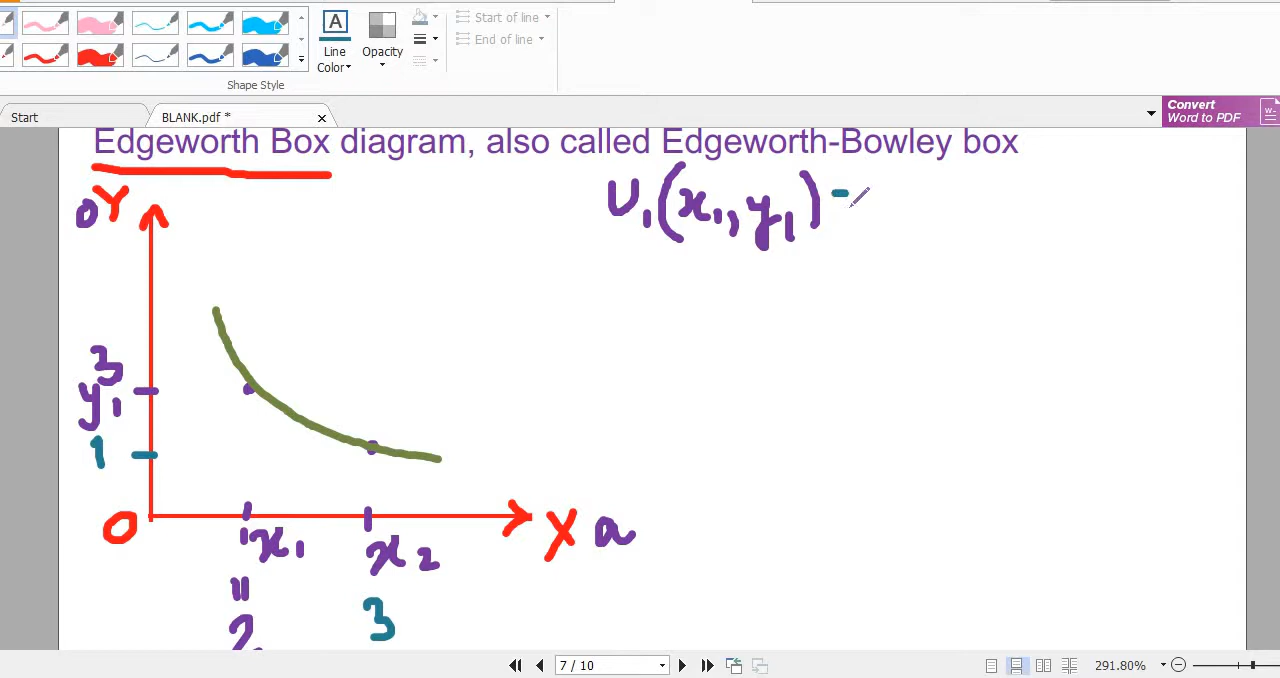 Start of line
End of line
Line
Color
Opacity
Shape Style
Start
BLANK.pdf *
Convert
Word to PDF
W-
Edgeworth Box diagram, also called Edgeworth-Bowley box
U₁(x₁, y₁) -
o Y
3
y₁
1
O
x₁
x₂
X a
=
2
3
7 / 10
291.80%